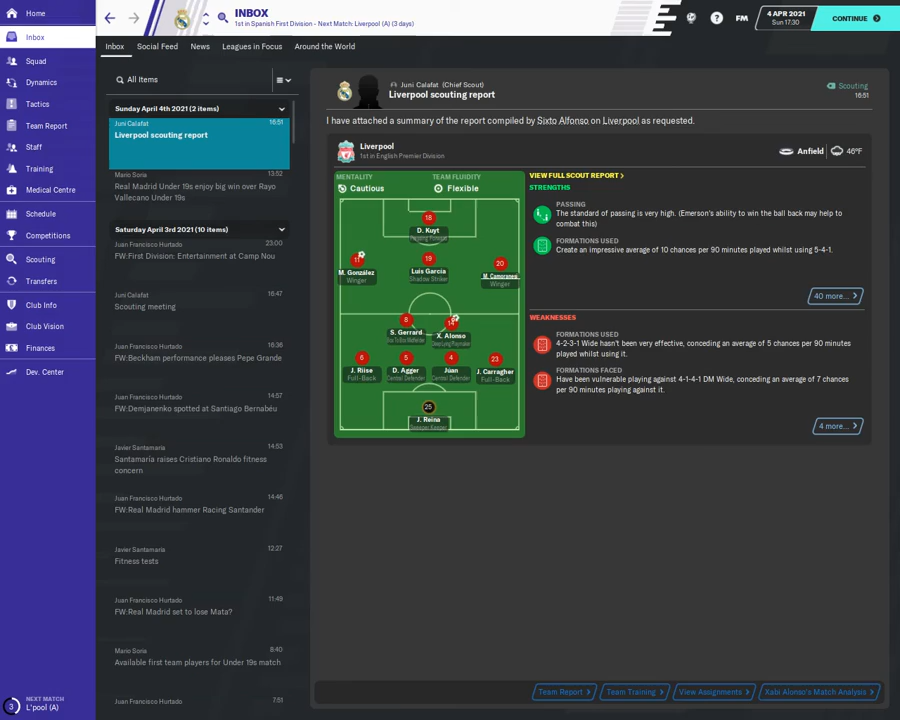 Home
Inbox
Squad
Dynamics
Tactics
Team Report
Staff
Training
Medical Centre
Schedule
Competitions
Scouting
Transfers
Club Info
Club Vision
Finances
Dev. Center
NEXT MATCH
3 L'pool (A)
INBOX
1st in Spanish First Division - Next Match: Liverpool (A) (3 days)
FM
4 APR 2021
Sun 17:30
CONTINUE
Inbox Social Feed News Leagues in Focus Around the World
All Items
Sunday April 4th 2021 (2 items)
Juni Calafat 16:51
Liverpool scouting report
Mario Soria 13:52
Real Madrid Under 19s enjoy big win over Rayo
Vallecano Under 19s
Saturday April 3rd 2021 (10 items)
Juan Francisco Hurtado 23:00
FW:First Division: Entertainment at Camp Nou
Juni Calafat 16:47
Scouting meeting
Juan Francisco Hurtado 16:36
FW:Beckham performance pleases Pepe Grande
Juan Francisco Hurtado 14:57
FW:Demjanenko spotted at Santiago Bernabéu
Javier Santamaría 14:53
Santamaría raises Cristiano Ronaldo fitness
concern
Juan Francisco Hurtado 14:46
FW:Real Madrid hammer Racing Santander
Javier Santamaría 12:27
Fitness tests
Juan Francisco Hurtado 11:49
FW:Real Madrid set to lose Mata?
Mario Soria 8:40
Available first team players for Under 19s match
Juan Francisco Hurtado 7:51
Juni Calafat (Chief Scout)
Liverpool scouting report
Scouting
16:51
I have attached a summary of the report compiled by Sixto Alfonso on Liverpool as requested.
Liverpool
1st in English Premier Division
Anfield 46°F
MENTALITY TEAM FLUIDITY
Cautious Flexible
18
D. Kuyt
Pressing Forward
11
M. González
Winger
19
Luis García
Shadow Striker
20
M. Camoranesi
Winger
8
S. Gerrard
Box To Box Midfielder
14
X. Alonso
Deep Lying Playmaker
6
J. Riise
Full-Back
5
D. Agger
Central Defender
4
Juan
Central Defender
23
J. Carragher
Full-Back
25
J. Reina
Sweeper Keeper
VIEW FULL SCOUT REPORT >
STRENGTHS
PASSING
The standard of passing is very high. (Emerson's ability to win the ball back may help to
combat this)
FORMATIONS USED
Create an impressive average of 10 chances per 90 minutes played whilst using 5-4-1.
40 more... >
WEAKNESSES
FORMATIONS USED
4-2-3-1 Wide hasn't been very effective, conceding an average of 5 chances per 90 minutes
played whilst using it.
FORMATIONS FACED
Have been vulnerable playing against 4-1-4-1 DM Wide, conceding an average of 7 chances
per 90 minutes playing against it.
4 more... >
Team Report > Team Training > View Assignments > Xabi Alonso's Match Analysis >